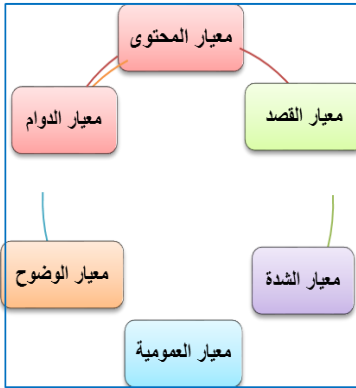 معيار المحتوى
معيار القصد
معيار الدوام
معيار الشدة
معيار الوضوح
معيار العمومية